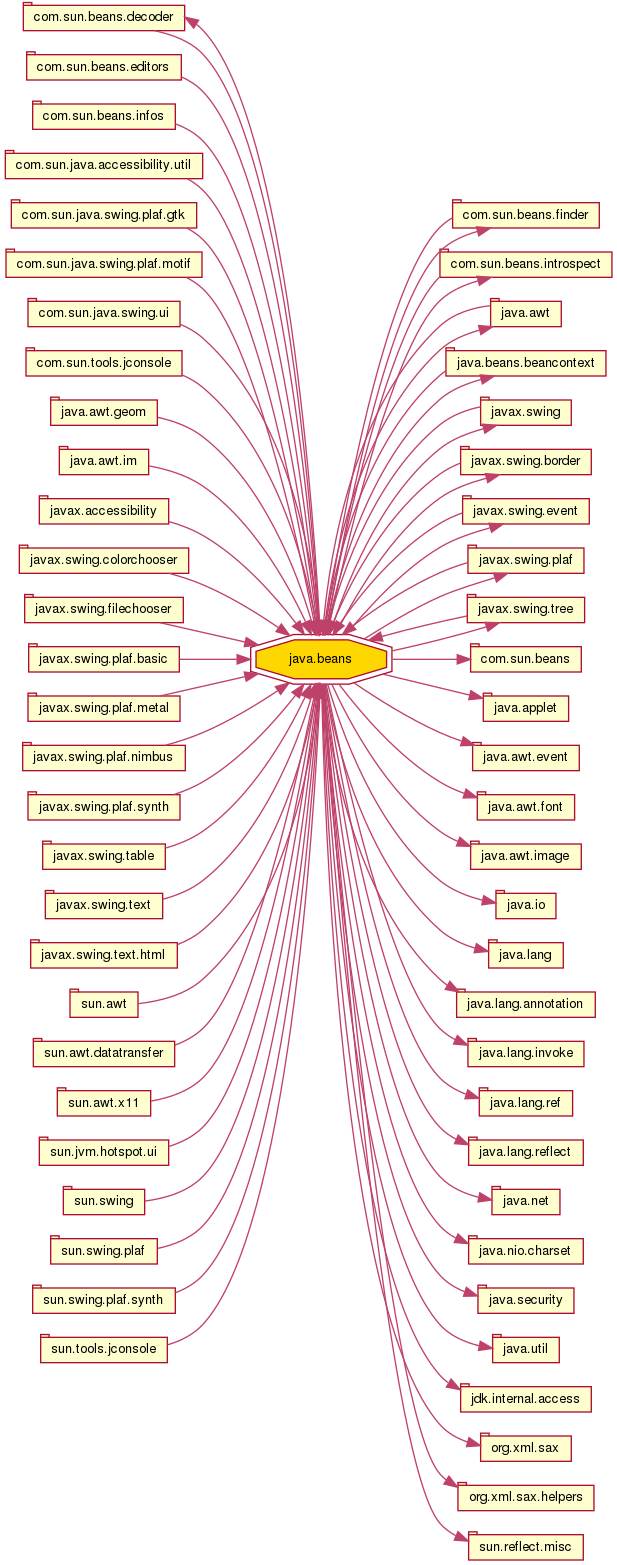 com.sun.beans.decoder
com.sun.beans.editors
com.sun.beans.infos
com.sun.java.accessibility.util
com.sun.java.swing.plaf.gtk
com.sun.java.swing.plaf.motif
com.sun.java.swing.ui
com.sun.tools.jconsole
java.awt.geom
java.awt.im
javax.accessibility
javax.swing.colorchooser
javax.swing.filechooser
javax.swing.plaf.basic
javax.swing.plaf.metal
javax.swing.plaf.nimbus
javax.swing.plaf.synth
javax.swing.table
javax.swing.text
javax.swing.text.html
sun.awt
sun.awt.datatransfer
sun.awt.x11
sun.jvm.hotspot.ui
sun.swing
sun.swing.plaf
sun.swing.plaf.synth
sun.tools.jconsole
java.beans
com.sun.beans.finder
com.sun.beans.introspect
java.awt
java.beans.beancontext
javax.swing
javax.swing.border
javax.swing.event
javax.swing.plaf
javax.swing.tree
com.sun.beans
java.applet
java.awt.event
java.awt.font
java.awt.image
java.io
java.lang
java.lang.annotation
java.lang.invoke
java.lang.ref
java.lang.reflect
java.net
java.nio.charset
java.security
java.util
jdk.internal.access
org.xml.sax
org.xml.sax.helpers
sun.reflect.misc